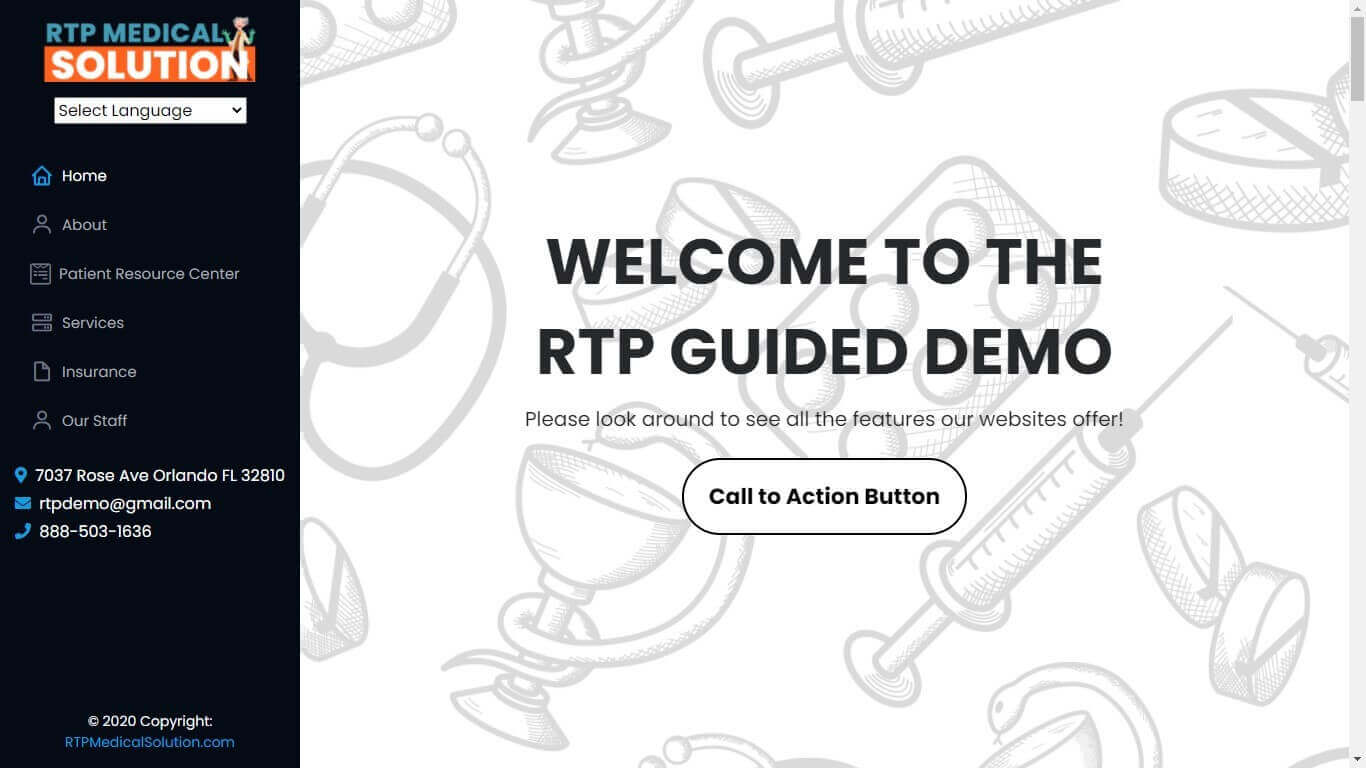 RTP MEDICAL
SOLUTION
Select Language
Home
About
Patient Resource Center
Services
Insurance
Our Staff
7037 Rose Ave Orlando FL 32810
rtpdemo@gmail.com
888-503-1636
© 2020 Copyright:
RTPMedicalSolution.com
WELCOME TO THE
RTP GUIDED DEMO
Please look around to see all the features our websites offer!
Call to Action Button